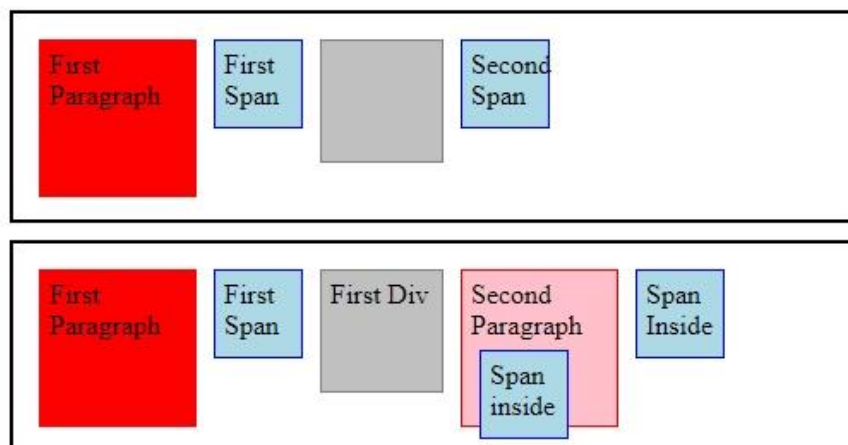 First
Paragraph
First
Span
Second
Span
First
Paragraph
First
Span
First Div
Second
Paragraph
Span
inside
Span
Inside